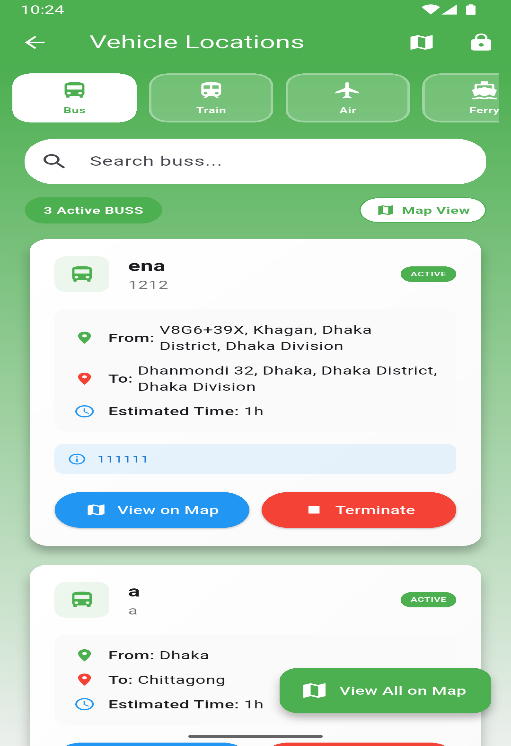 10:24
Vehicle Locations
Bus
Train
Air
Ferry
Search buss...
3 Active BUSS
Map View
ena
1212
ACTIVE
From: V8G6+39X, Khagan, Dhaka
District, Dhaka Division
To: Dhanmondi 32, Dhaka, Dhaka District,
Dhaka Division
Estimated Time: 1h
111111
View on Map
Terminate
a
a
ACTIVE
From: Dhaka
To: Chittagong
Estimated Time: 1h
View All on Map